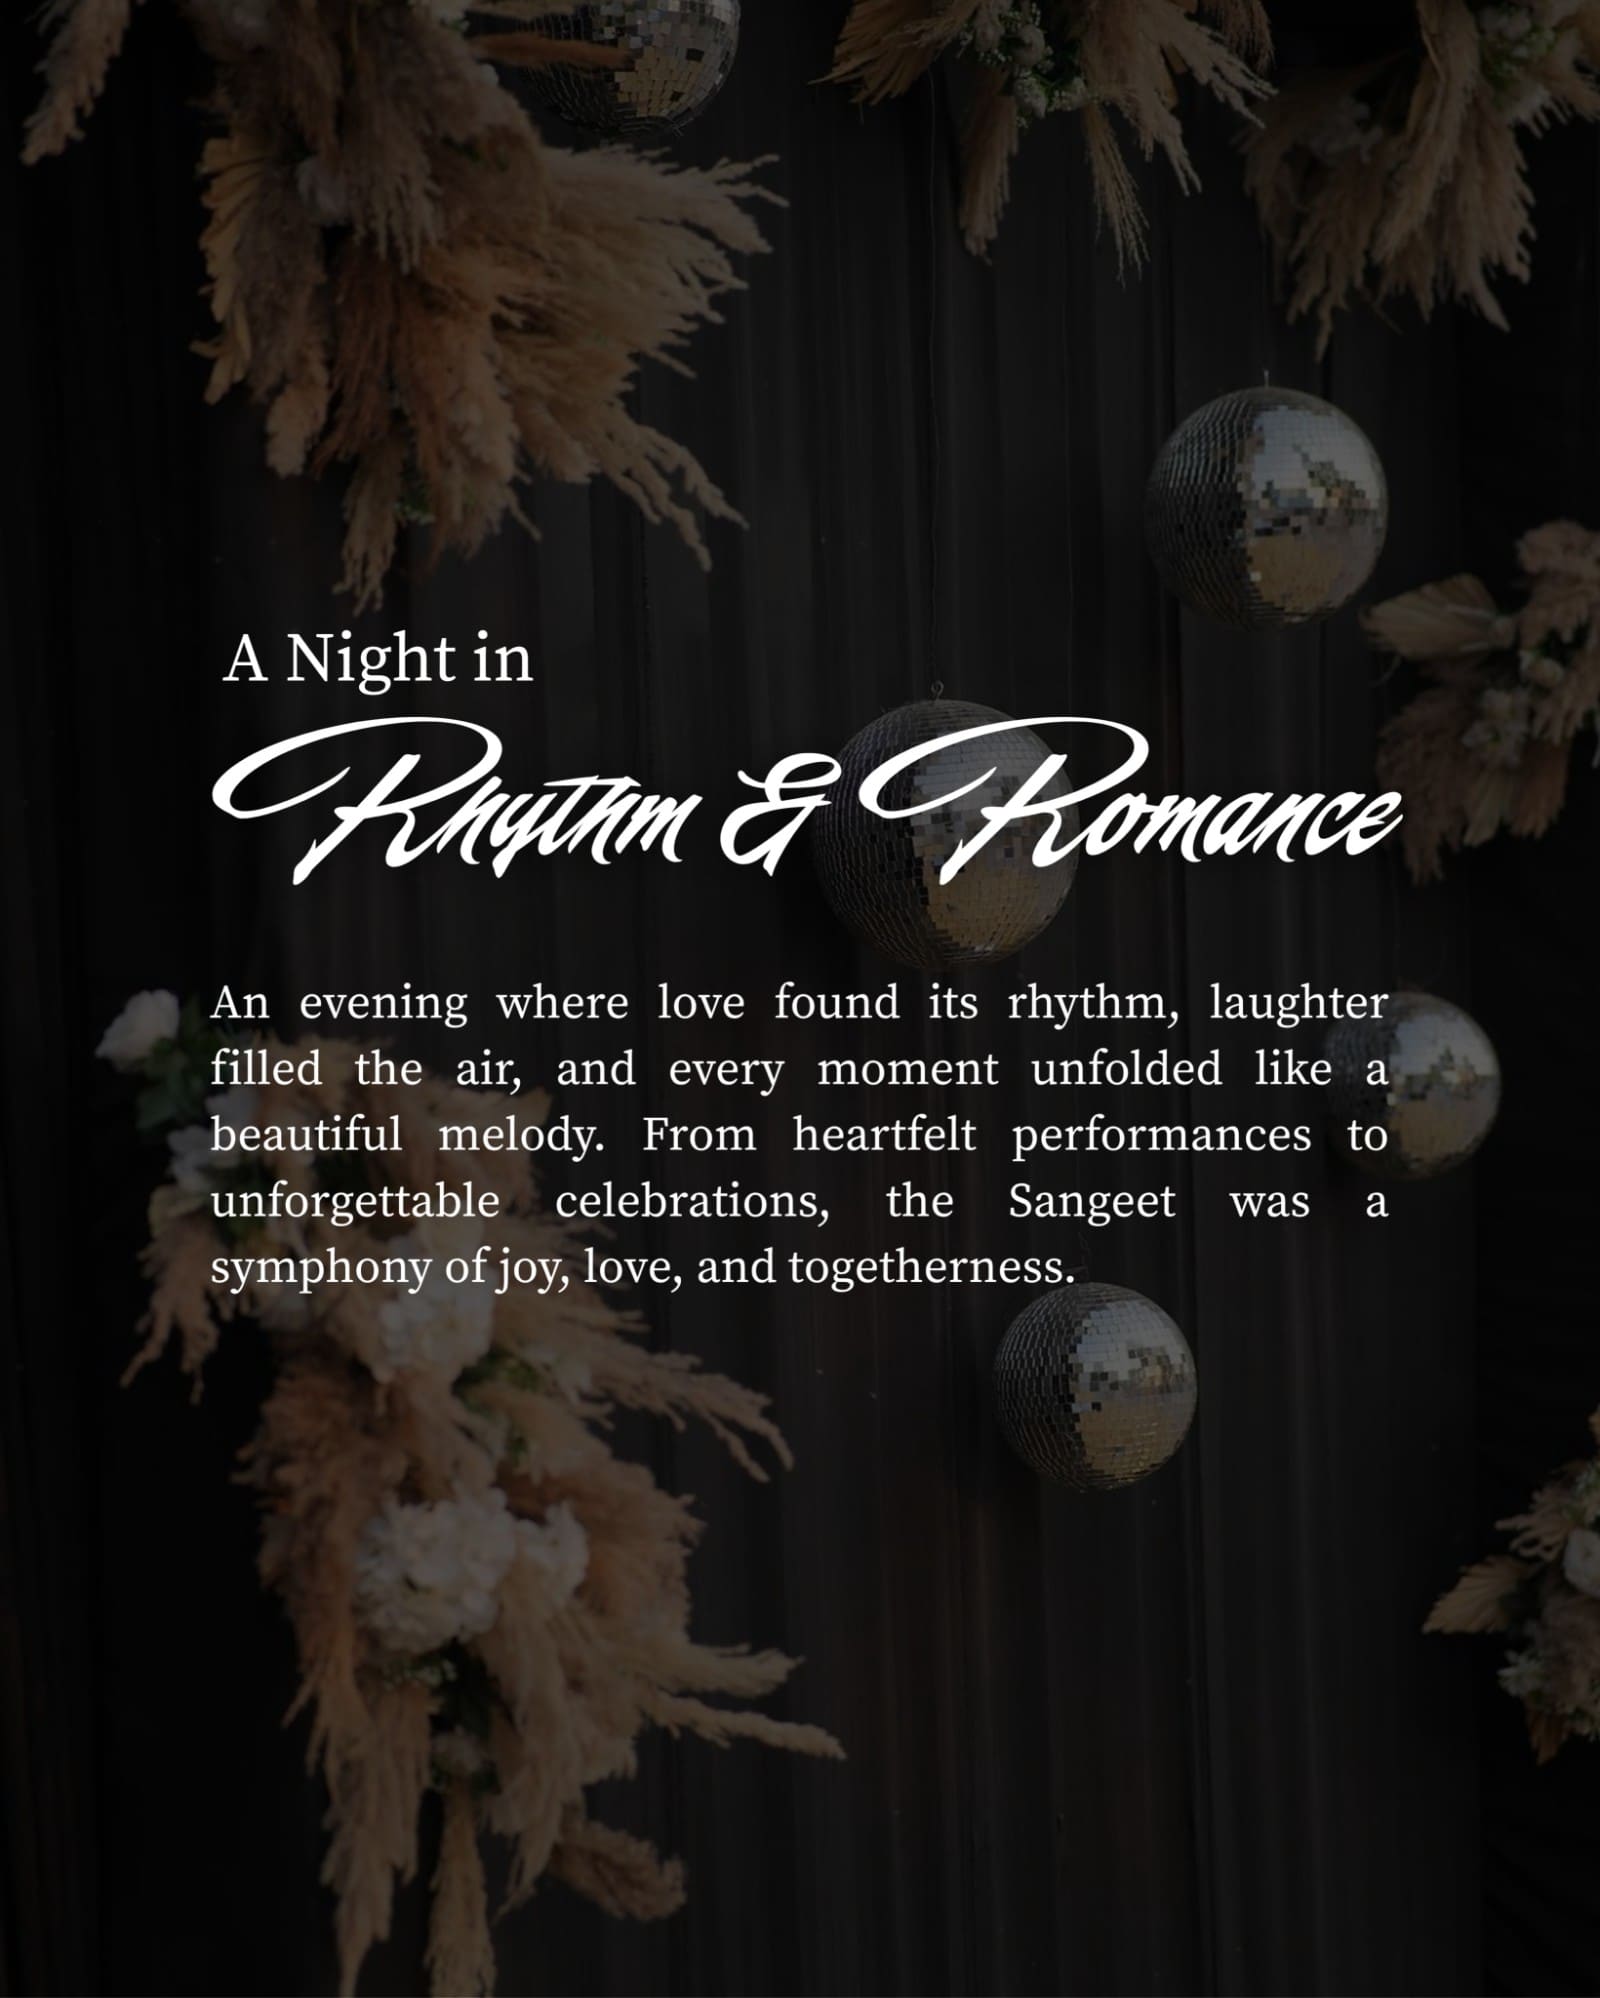 A Night in
Rhythm & Romance
An evening where love found its rhythm, laughter
filled the air, and every moment unfolded like a
beautiful melody. From heartfelt performances to
unforgettable celebrations, the Sangeet was a
symphony of joy, love, and togetherness.